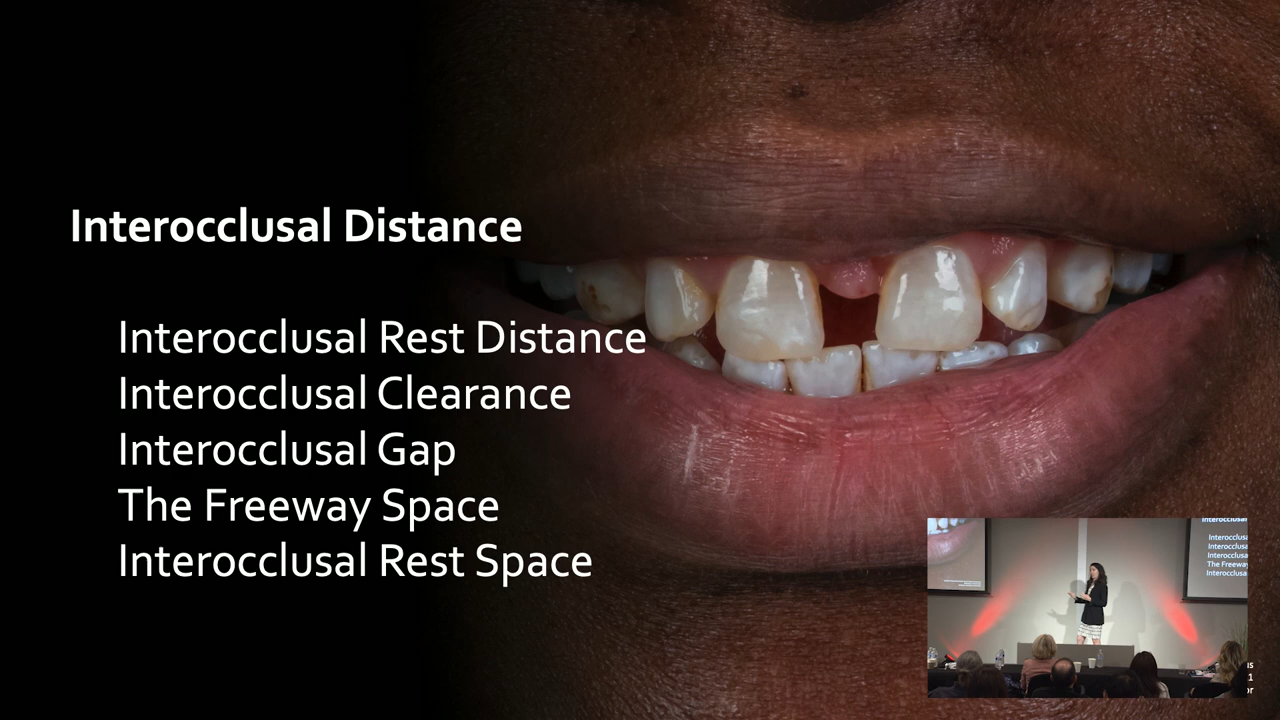 Interocclusal Distance
Interocclusal Rest Distance
Interocclusal Clearance
Interocclusal Gap
The Freeway Space
Interocclusal Rest Space